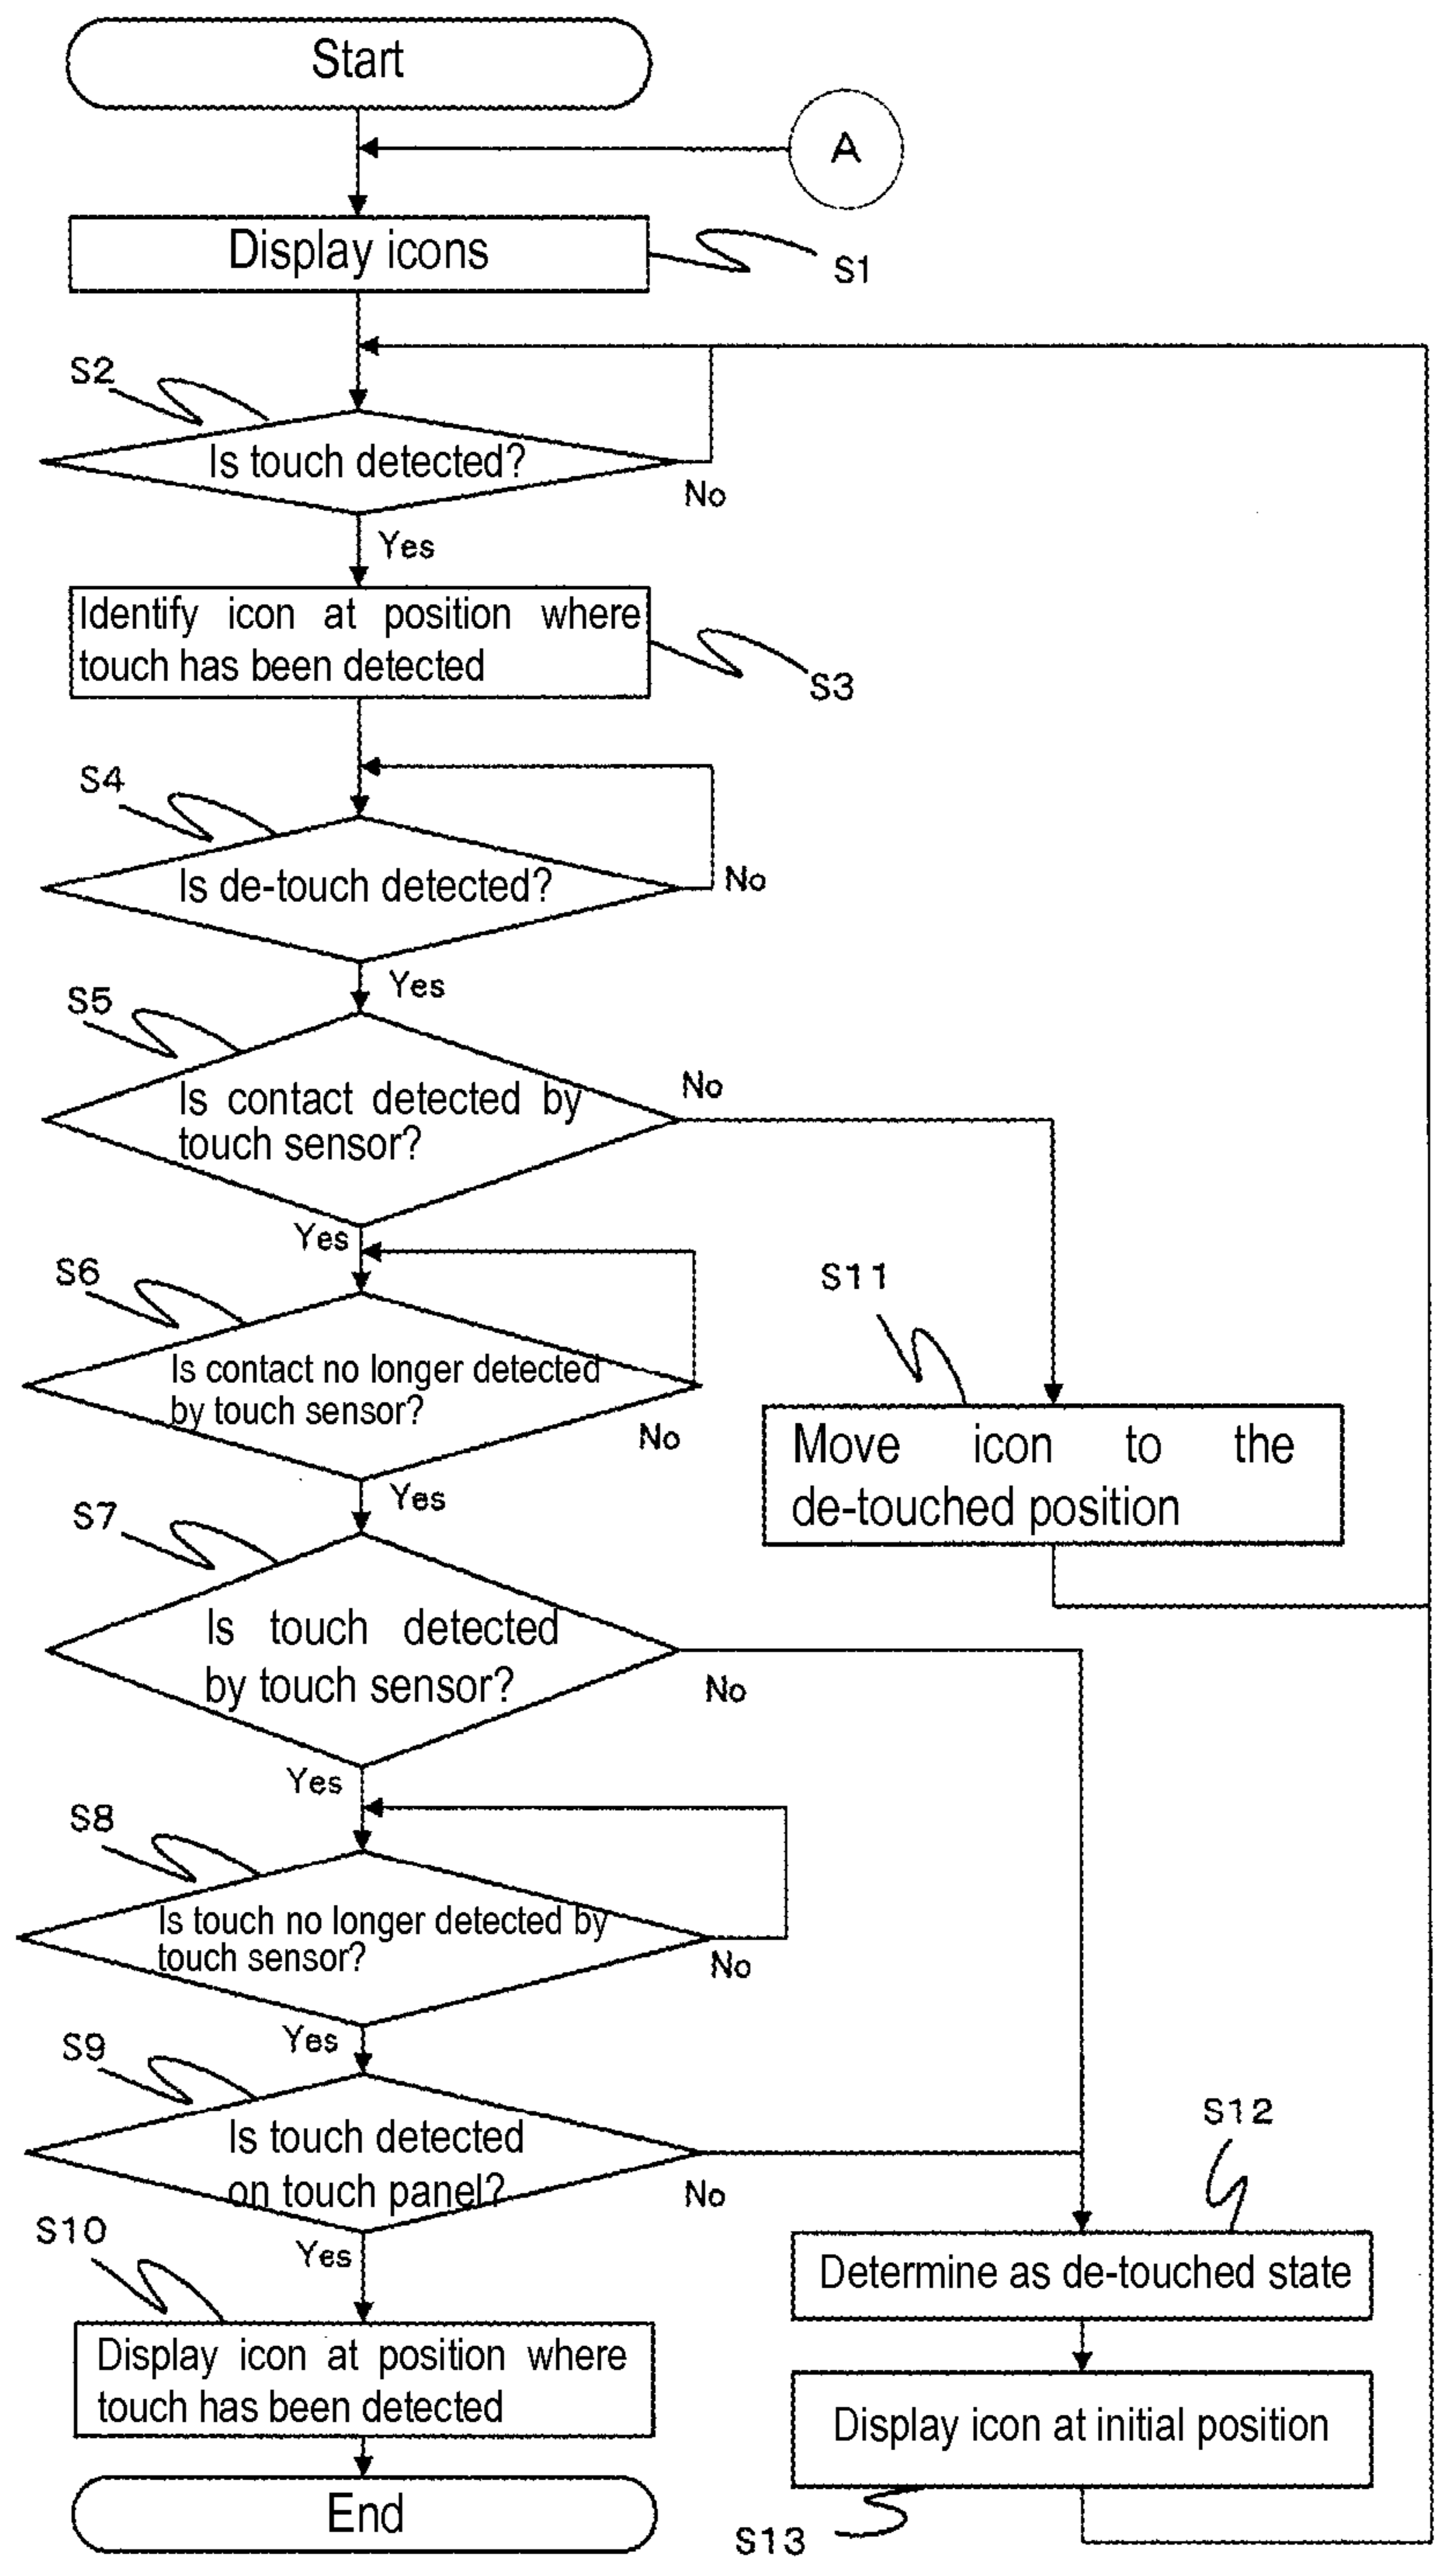 Start
A
Display icons
S1
S2
Is touch detected?
No
Yes
Identify icon at position where
touch has been detected
S3
S4
Is de-touch detected?
No
Yes
S5
Is contact detected by
touch sensor?
No
Yes
S6
Is contact no longer detected
by touch sensor?
No
Yes
S11
Move icon to the
de-touched position
S7
Is touch detected
by touch sensor?
No
Yes
S8
Is touch no longer detected by
touch sensor?
No
Yes
S9
Is touch detected
on touch panel?
No
Yes
S12
Determine as de-touched state
S10
Display icon at position where
touch has been detected
Display icon at initial position
S13
End